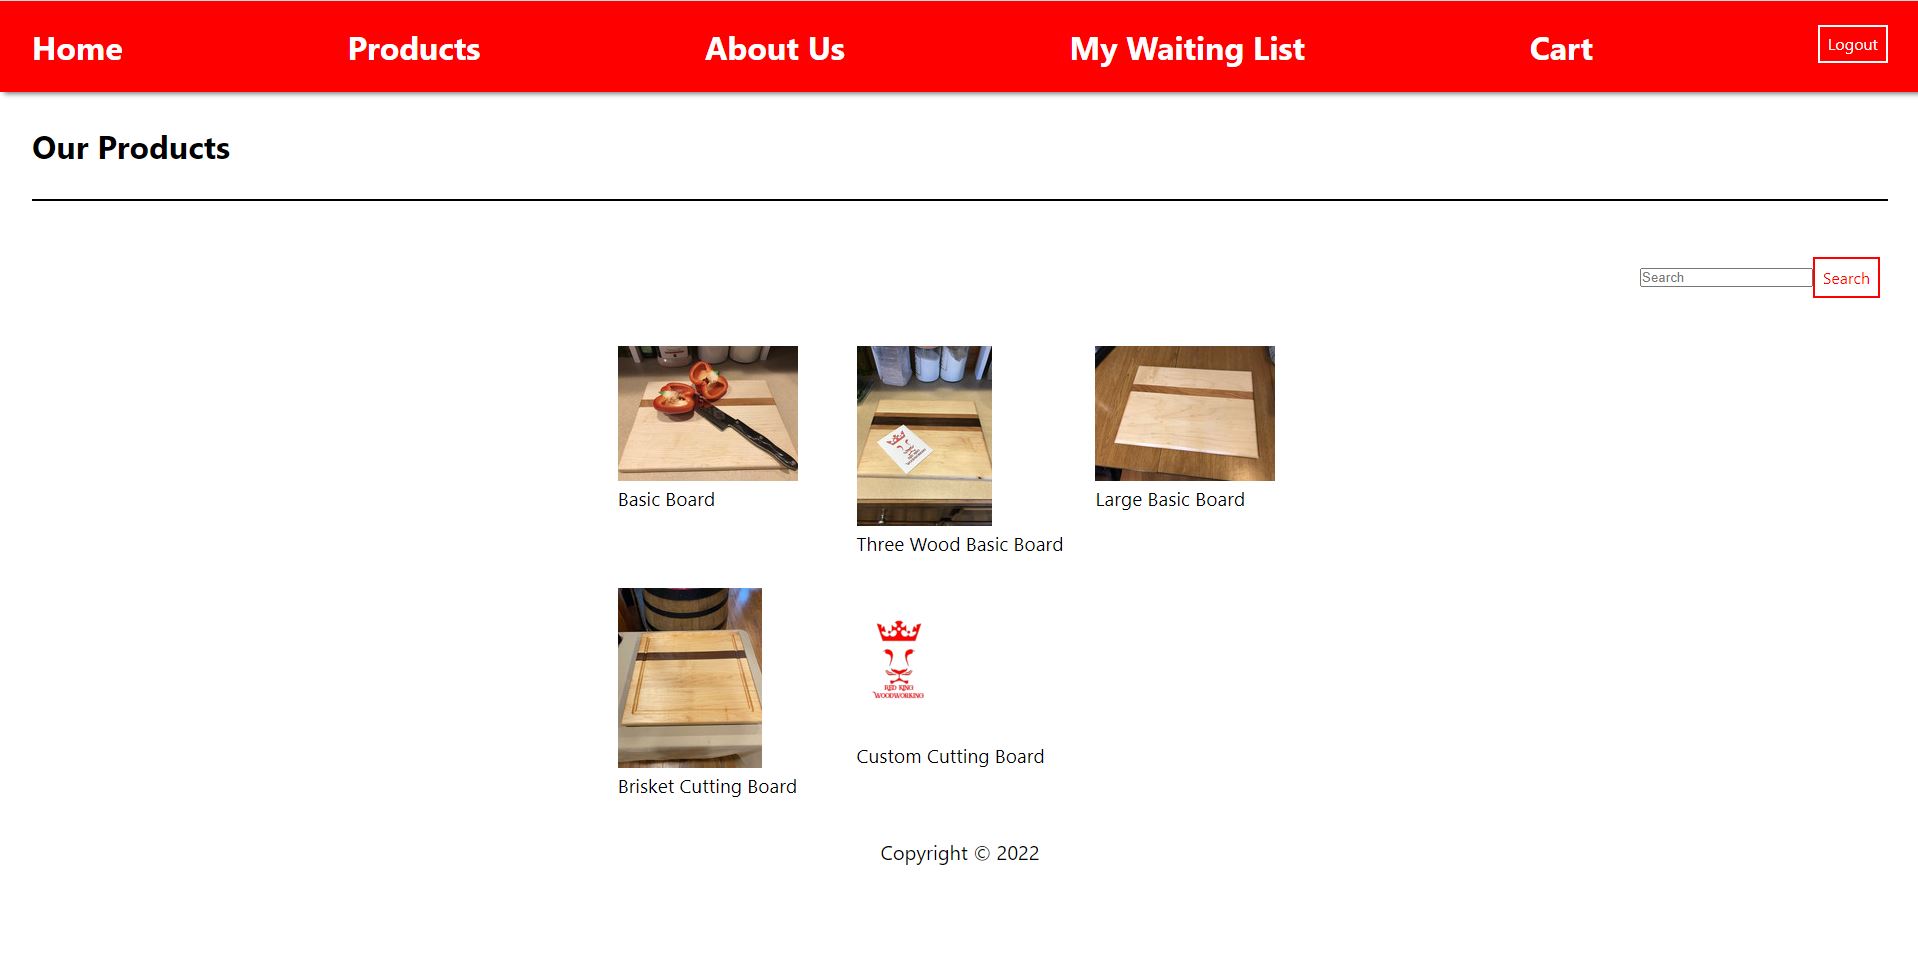 Home
Products
About Us
My Waiting List
Cart
Logout
Our Products
Search
Search
Basic Board
Three Wood Basic Board
Large Basic Board
Brisket Cutting Board
RED KING
WOODWORKING
Custom Cutting Board
Copyright © 2022